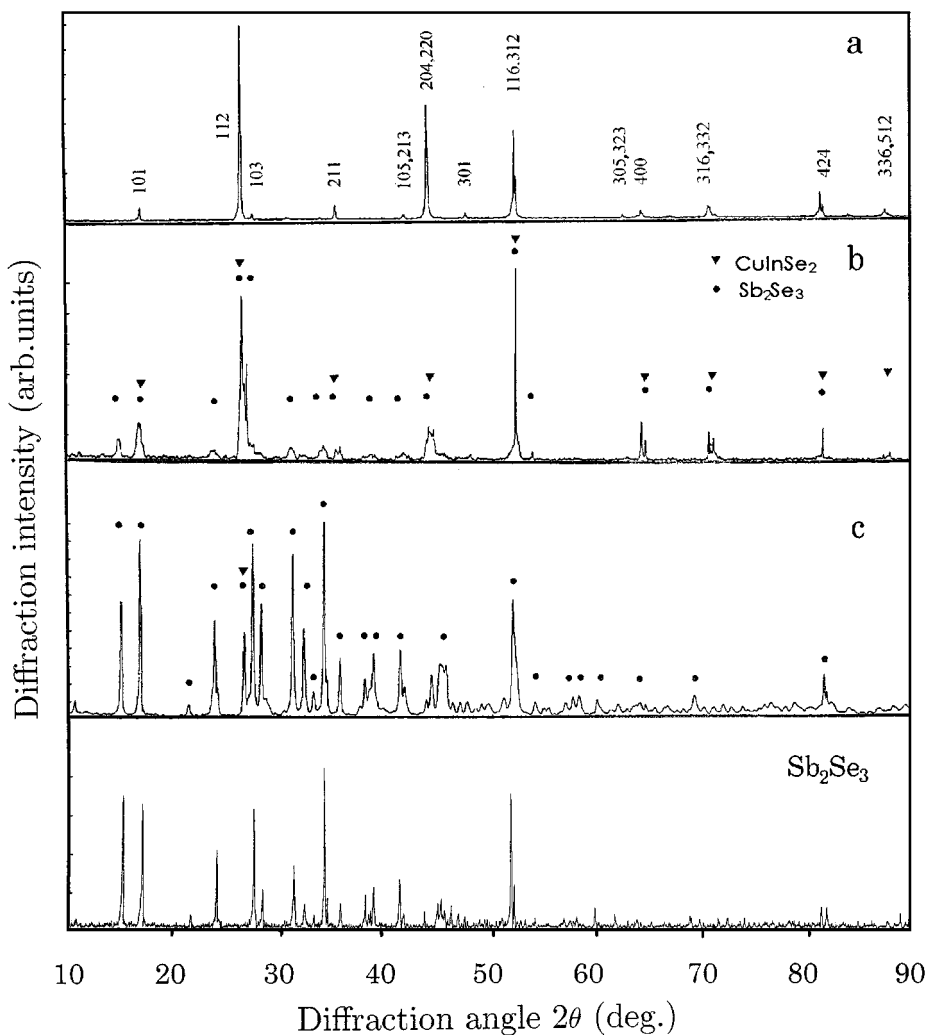 a
101
112
103
211
105,213
204,220
301
116.312
305,323
400
316,332
424
336,512
b
CuInSe₂
Sb₂Se₃
c
Sb₂Se₃
Diffraction intensity (arb.units)
10 20 30 40 50 60 70 80 90
Diffraction angle 2θ (deg.)